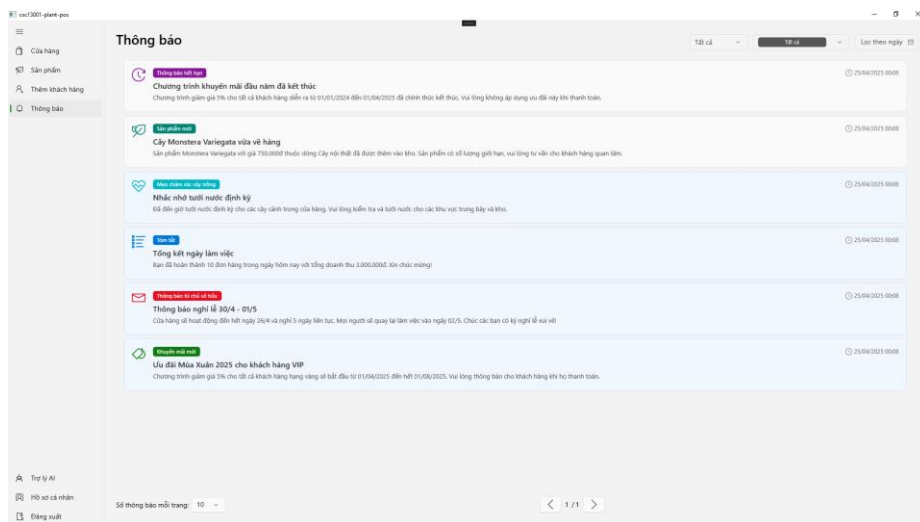 csc13001-plant-pos
Cửa hàng
Sản phẩm
Thêm khách hàng
Thông báo
Trợ lý AI
Hồ sơ cá nhân
Đăng xuất
Thông báo
Tất cả
Tất cả
Lọc theo ngày
Thông báo hết hạn
25/04/2025 00:08
Chương trình khuyến mãi đầu năm đã kết thúc
Chương trình giảm giá 5% cho tất cả khách hàng diễn ra từ 01/01/2024 đến 01/04/2025 đã chính thức kết thúc. Vui lòng không áp dụng ưu đãi này khi thanh toán.
Sản phẩm mới
25/04/2025 00:08
Cây Monstera Variegata vừa về hàng
Sản phẩm Monstera Variegata với giá 750.000đ thuộc dòng Cây nội thất đã được thêm vào kho. Sản phẩm có số lượng giới hạn, vui lòng tư vấn cho khách hàng quan tâm.
Mẹo chăm sóc cây trồng
25/04/2025 00:08
Nhắc nhở tưới nước định kỳ
Đã đến giờ tưới nước định kỳ cho các cây cảnh trong cửa hàng. Vui lòng kiểm tra và tưới nước cho các khu vực trưng bày và kho.
Tóm tắt
25/04/2025 00:08
Tổng kết ngày làm việc
Bạn đã hoàn thành 10 đơn hàng trong ngày hôm nay với tổng doanh thu 3.000.000đ. Xin chúc mừng!
Thông báo từ chủ sở hữu
25/04/2025 00:08
Thông báo nghỉ lễ 30/4 - 01/5
Cửa hàng sẽ hoạt động đến hết ngày 26/4 và nghỉ 5 ngày liên tục. Mọi người sẽ quay lại làm việc vào ngày 02/5. Chúc các bạn có kỳ nghỉ lễ vui vẻ!
Khuyến mãi mới
25/04/2025 00:08
Ưu đãi Mùa Xuân 2025 cho khách hàng VIP
Chương trình giảm giá 5% cho tất cả khách hàng hạng vàng sẽ bắt đầu từ 01/04/2025 đến hết 01/08/2025. Vui lòng thông báo cho khách hàng khi họ thanh toán.
Số thông báo mỗi trang: 10
1 / 1